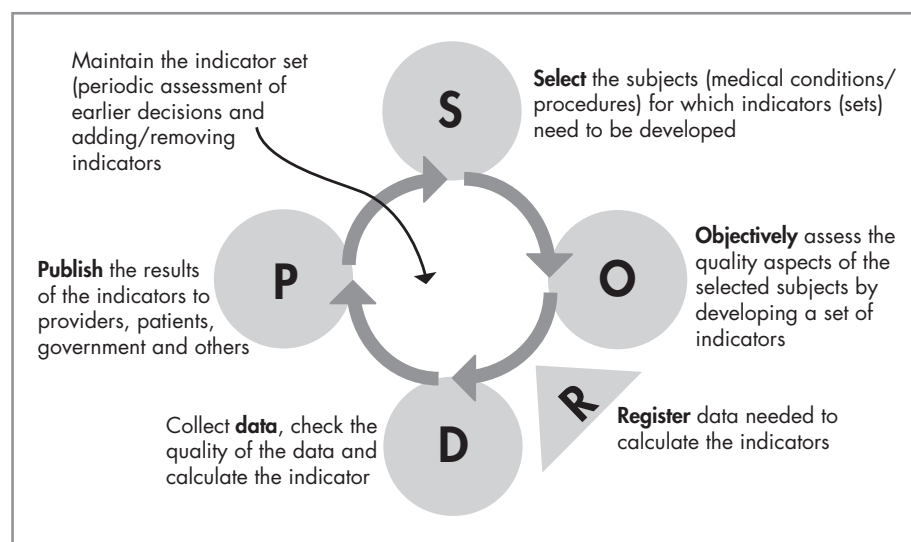 Maintain the indicator set
(periodic assessment of
earlier decisions and
adding/removing
indicators
S
Select the subjects (medical conditions/
procedures) for which indicators (sets)
need to be developed
P
Publish the results
of the indicators to
providers, patients,
government and others
O
Objectively assess the
quality aspects of the
selected subjects by
developing a set of
indicators
R
Register data needed to
calculate the indicators
D
Collect data, check the
quality of the data and
calculate the indicator